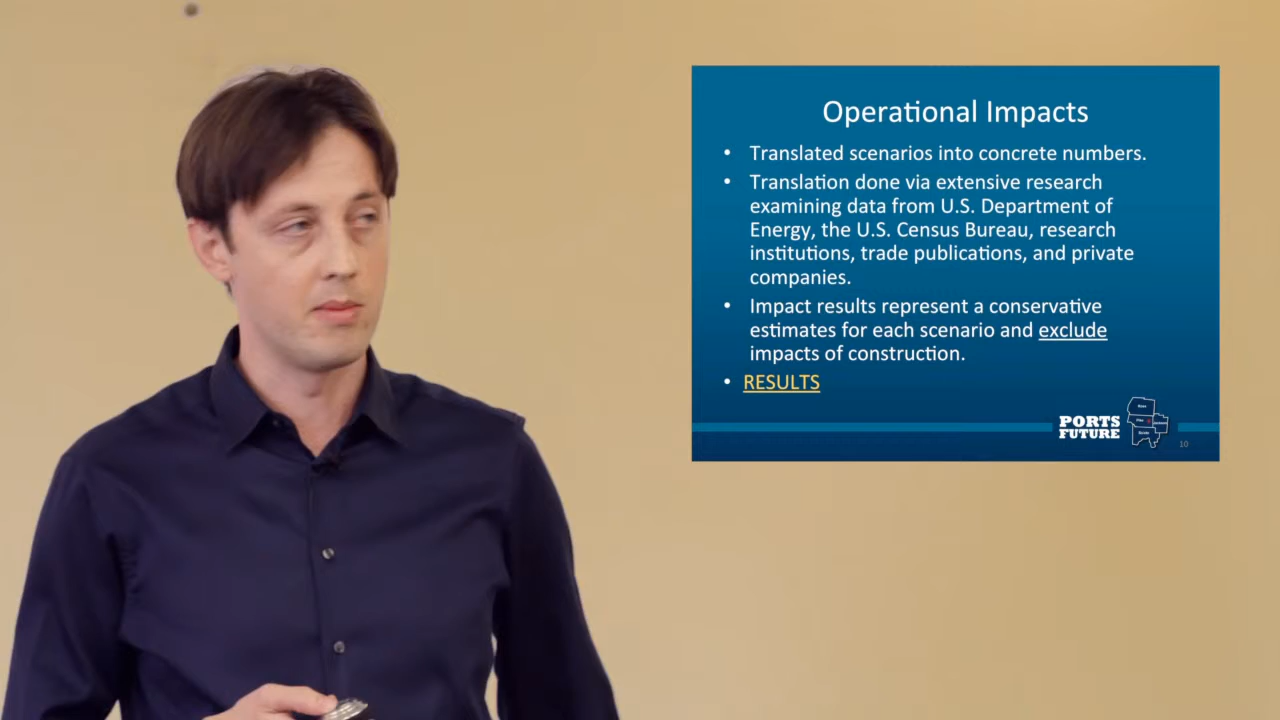 Operational Impacts
• Translated scenarios into concrete numbers.
• Translation done via extensive research
examining data from U.S. Department of
Energy, the U.S. Census Bureau, research
institutions, trade publications, and private
companies.
• Impact results represent a conservative
estimates for each scenario and exclude
impacts of construction.
• RESULTS
PORTS
FUTURE
10